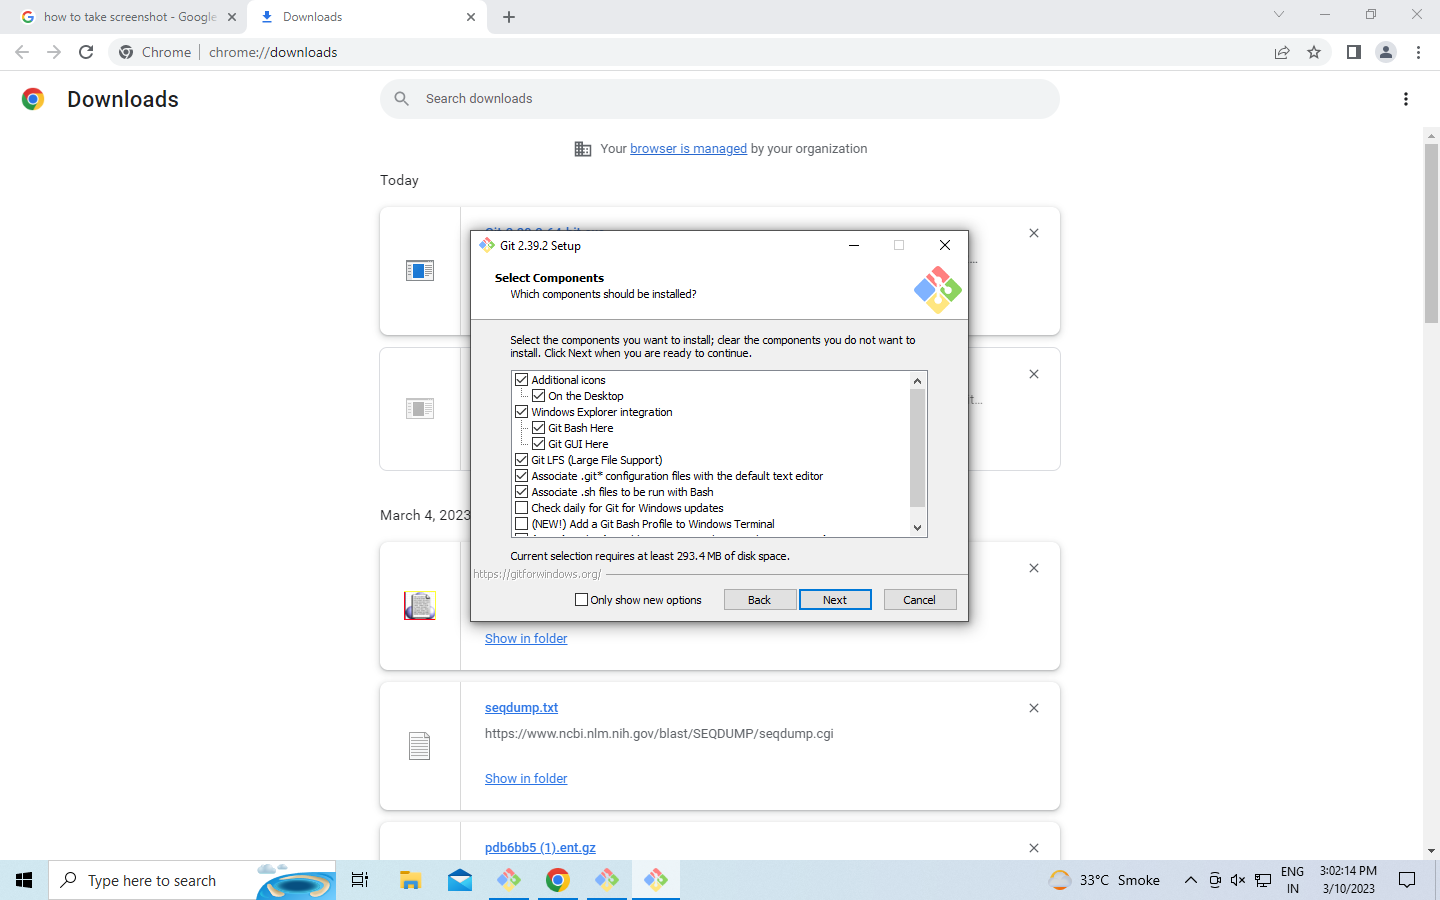 how to take screenshot - Google
Downloads
Chrome
chrome://downloads
Downloads
Search downloads
Your browser is managed by your organization
Today
Git 2.39.2 Setup
Select Components
Which components should be installed?
Select the components you want to install; clear the components you do not want to
install. Click Next when you are ready to continue.
Additional icons
On the Desktop
Windows Explorer integration
Git Bash Here
Git GUI Here
Git LFS (Large File Support)
Associate .git* configuration files with the default text editor
Associate .sh files to be run with Bash
Check daily for Git for Windows updates
(NEW!) Add a Git Bash Profile to Windows Terminal
Current selection requires at least 293.4 MB of disk space.
https://gitforwindows.org/
Only show new options
Back
Next
Cancel
March 4, 2023
Show in folder
seqdump.txt
https://www.ncbi.nlm.nih.gov/blast/SEQDUMP/seqdump.cgi
Show in folder
pdb6bb5 (1).ent.gz
Type here to search
33°C Smoke
ENG
IN
3:02:14 PM
3/10/2023